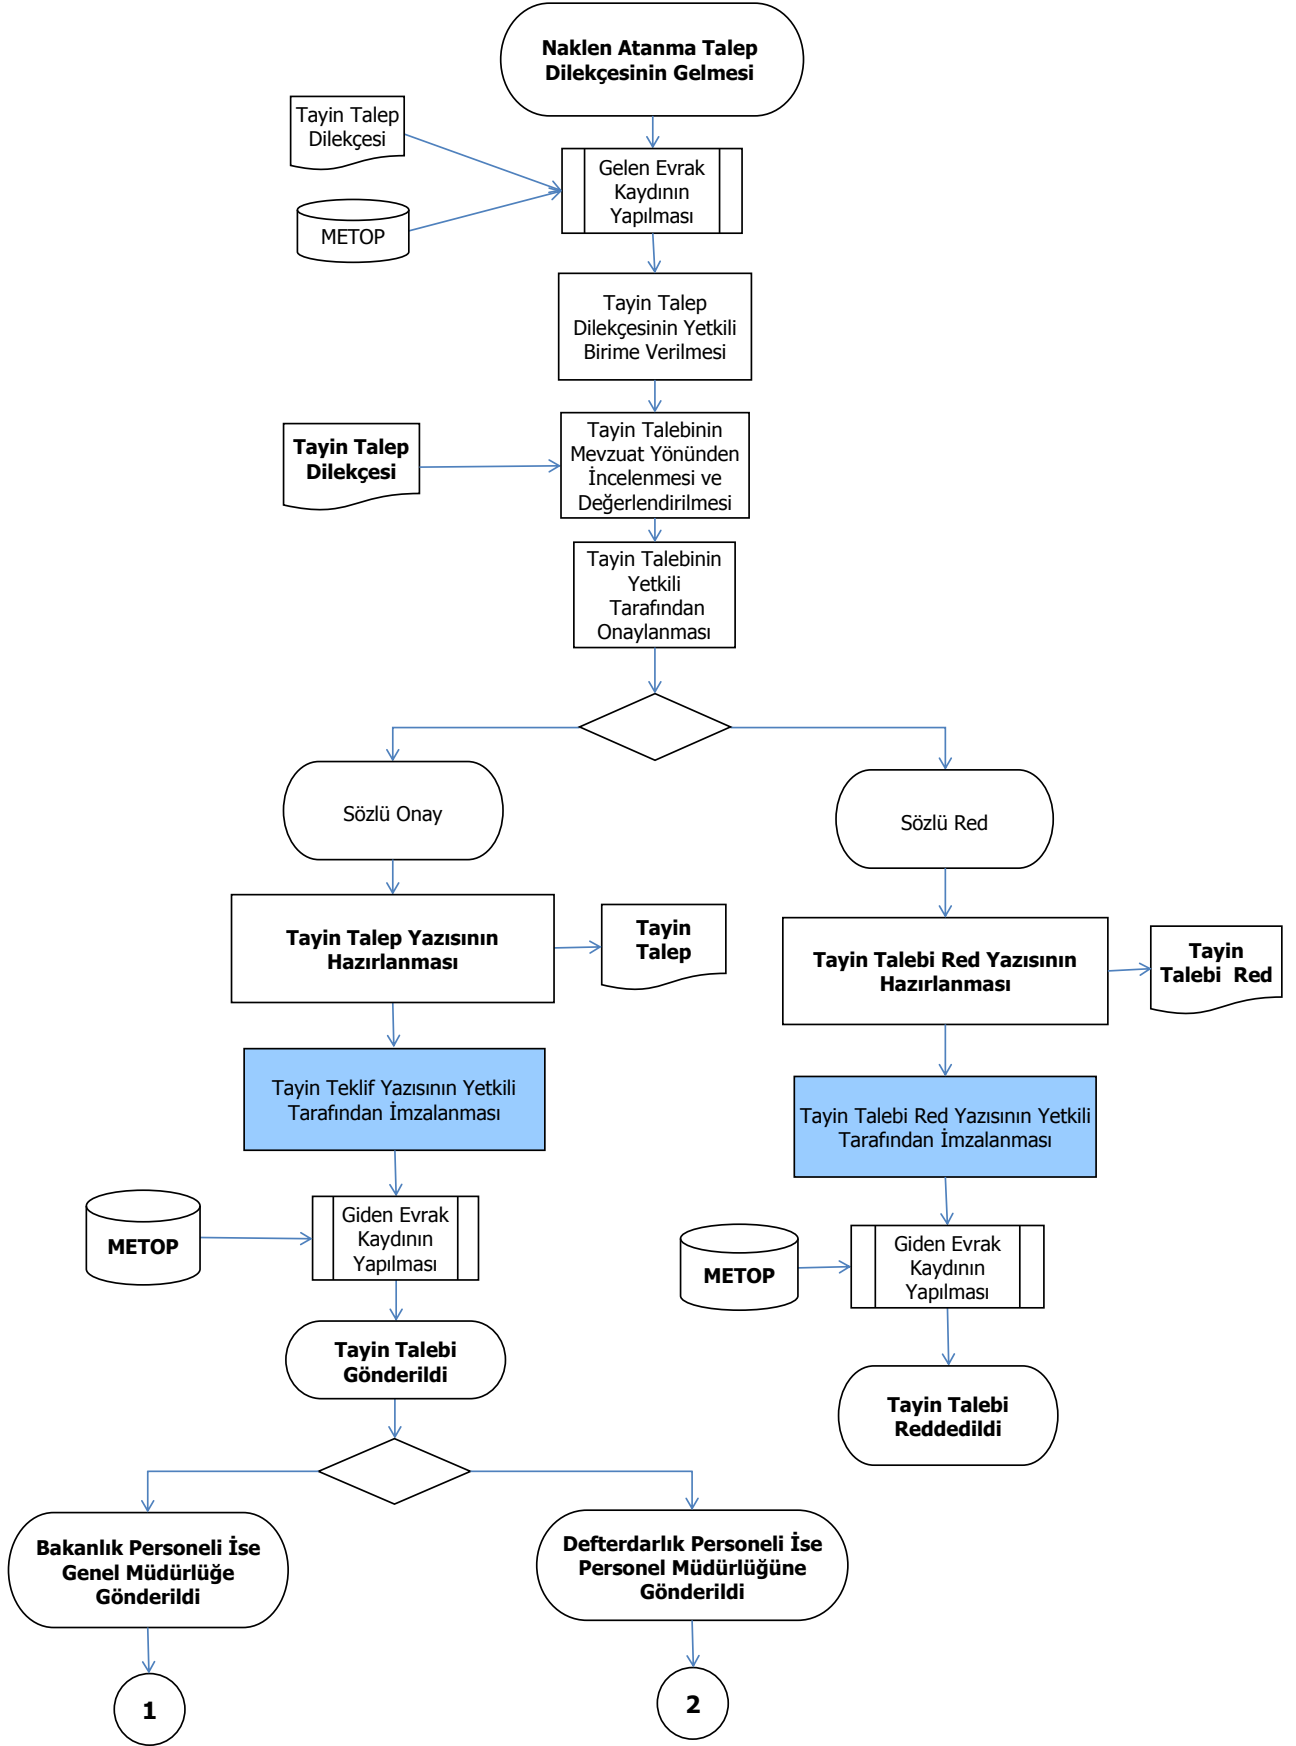 Naklen Atanma Talep
Dilekçesinin Gelmesi
Tayin Talep
Dilekçesi
METOP
Gelen Evrak
Kaydının
Yapılması
Tayin Talep
Dilekçesinin Yetkili
Birime Verilmesi
Tayin Talep
Dilekçesi
Tayin Talebinin
Mevzuat Yönünden
İncelenmesi ve
Değerlendirilmesi
Tayin Talebinin
Yetkili
Tarafından
Onaylanması
Sözlü Onay
Sözlü Red
Tayin Talep Yazısının
Hazırlanması
Tayin
Talep
Tayin Talebi Red Yazısının
Hazırlanması
Tayin
Talebi  Red
Tayin Teklif Yazısının Yetkili
Tarafından İmzalanması
Tayin Talebi Red Yazısının Yetkili
Tarafından İmzalanması
METOP
Giden Evrak
Kaydının
Yapılması
METOP
Giden Evrak
Kaydının
Yapılması
Tayin Talebi
Gönderildi
Tayin Talebi
Reddedildi
Bakanlık Personeli İse
Genel Müdürlüğe
Gönderildi
Defterdarlık Personeli İse
Personel Müdürlüğüne
Gönderildi
1
2